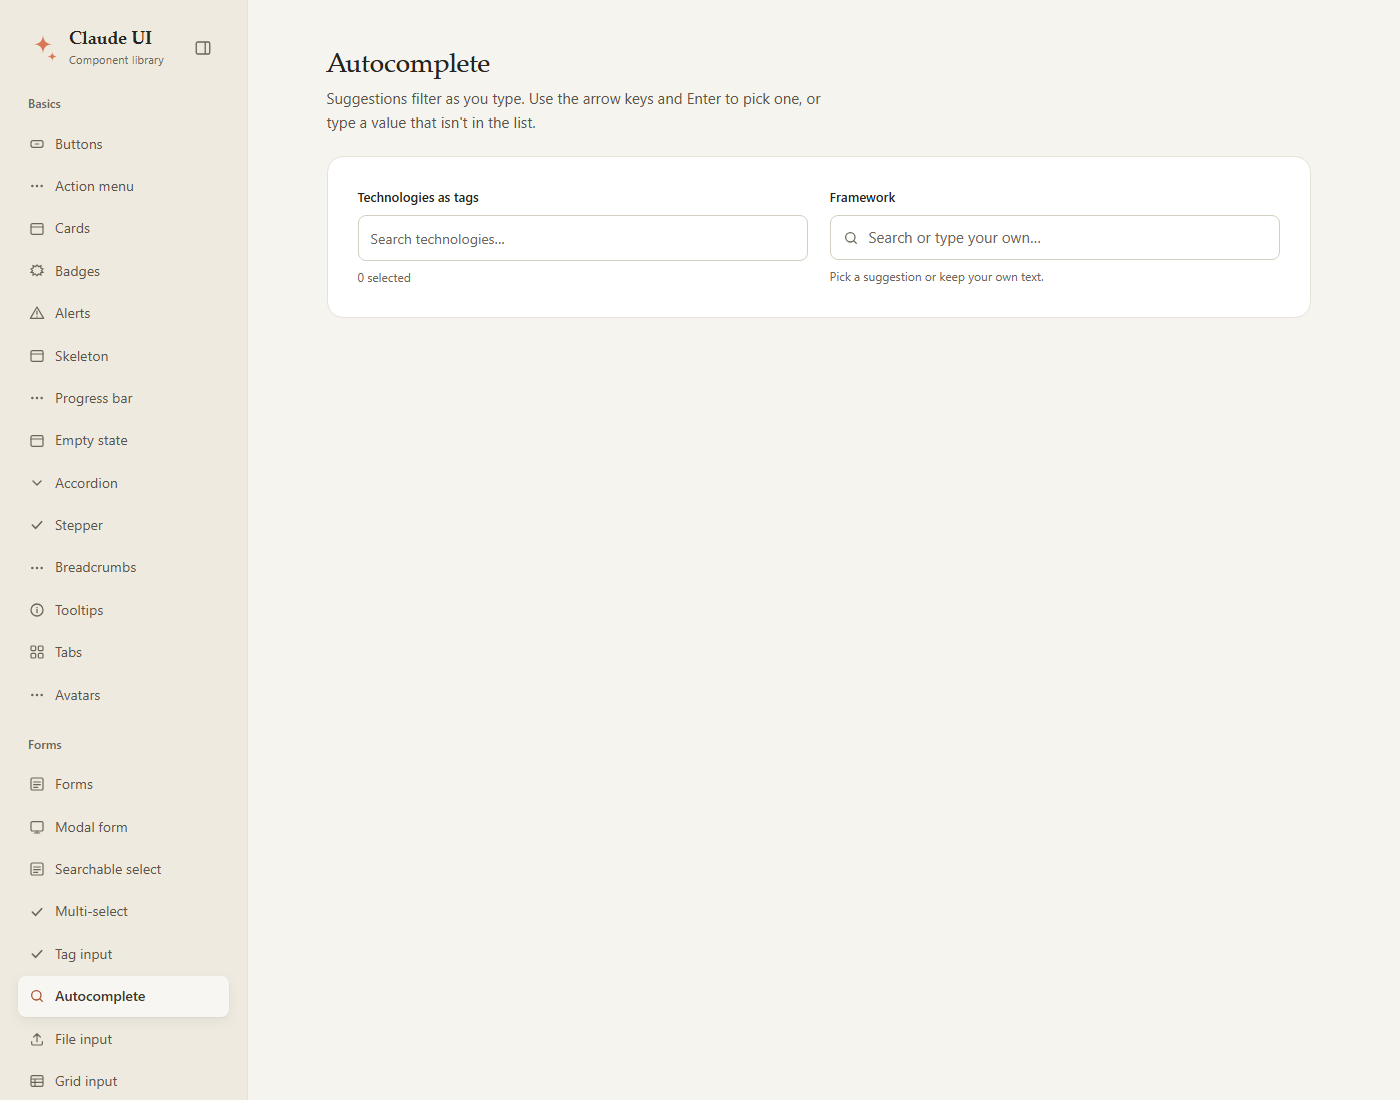 Claude UI
Component library
Basics
Buttons
Action menu
Cards
Badges
Alerts
Skeleton
Progress bar
Empty state
Accordion
Stepper
Breadcrumbs
Tooltips
Tabs
Avatars
Forms
Forms
Modal form
Searchable select
Multi-select
Tag input
Autocomplete
File input
Grid input
Autocomplete
Suggestions filter as you type. Use the arrow keys and Enter to pick one, or
type a value that isn't in the list.
Technologies as tags
Search technologies...
0 selected
Framework
Search or type your own...
Pick a suggestion or keep your own text.